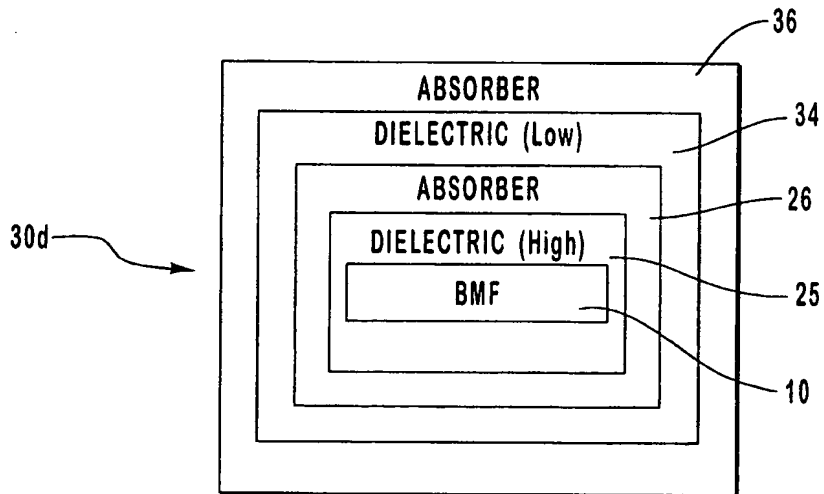 36
ABSORBER
34
DIELECTRIC (Low)
ABSORBER
26
30d
DIELECTRIC (High)
25
BMF
10